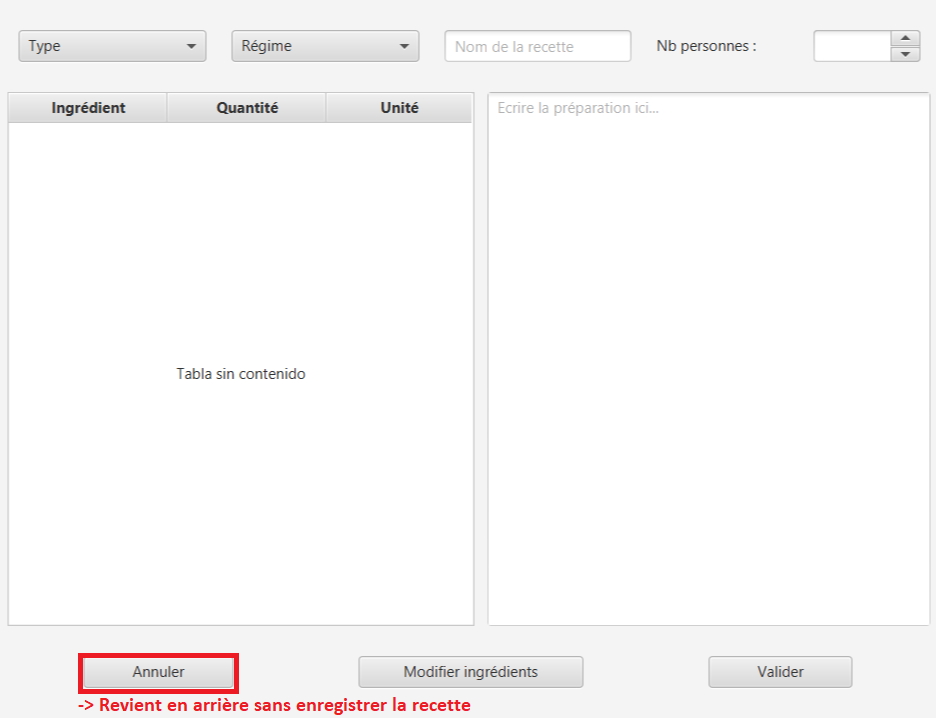 Type
Régime
Nom de la recette
Nb personnes :
Ingrédient
Quantité
Unité
Ecrire la préparation ici...
Tabla sin contenido
Annuler
Modifier ingrédients
Valider
-> Revient en arrière sans enregistrer la recette